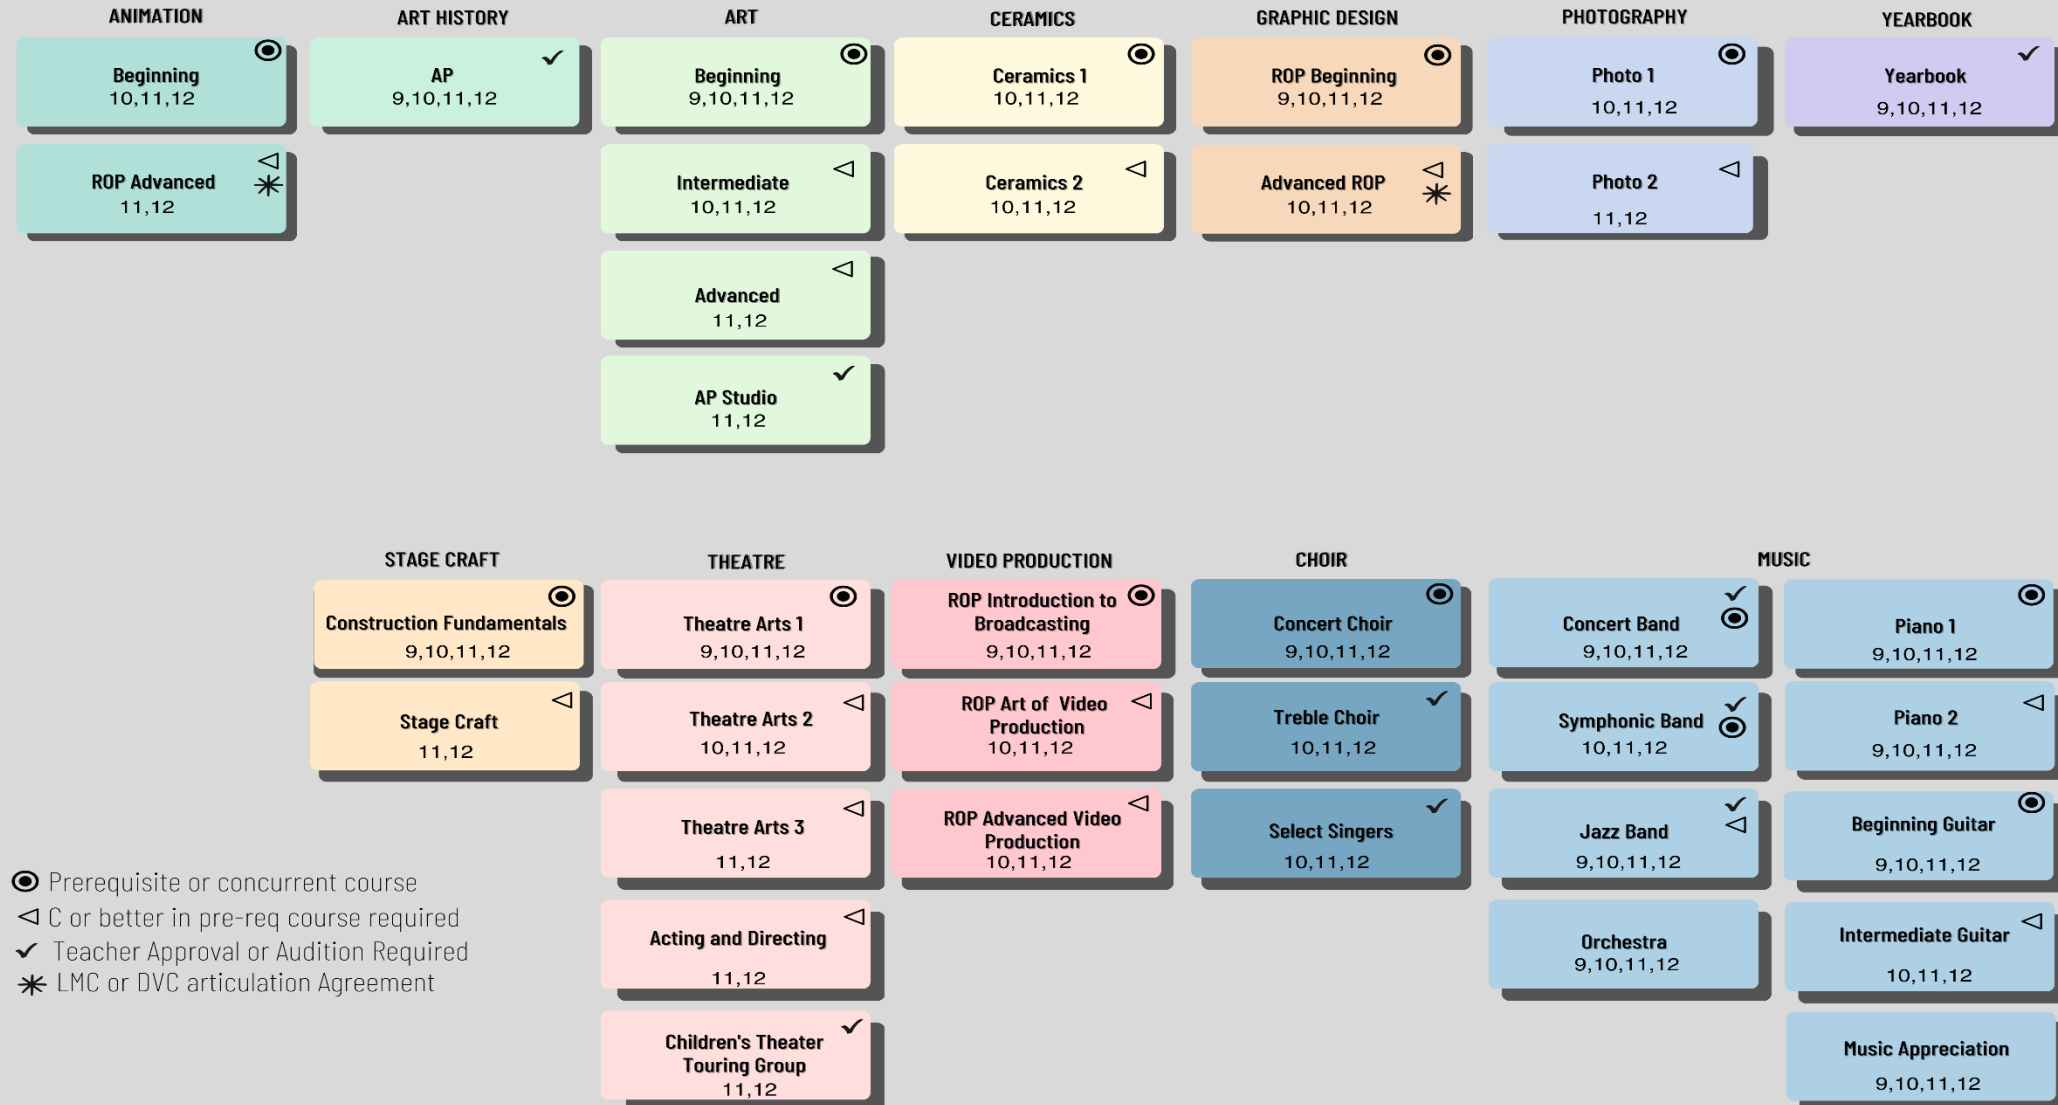 ANIMATION
Beginning
10,11,12
ROP Advanced
11,12
ART HISTORY
AP
9,10,11,12
ART
Beginning
9,10,11,12
Intermediate
10,11,12
Advanced
11,12
AP Studio
11,12
CERAMICS
Ceramics 1
10,11,12
Ceramics 2
10,11,12
GRAPHIC DESIGN
ROP Beginning
9,10,11,12
Advanced ROP
10,11,12
PHOTOGRAPHY
Photo 1
10,11,12
Photo 2
11,12
YEARBOOK
Yearbook
9,10,11,12
STAGE CRAFT
Construction Fundamentals
9,10,11,12
Stage Craft
11,12
THEATRE
Theatre Arts 1
9,10,11,12
Theatre Arts 2
10,11,12
Theatre Arts 3
11,12
Acting and Directing
11,12
Children's Theater
Touring Group
11,12
VIDEO PRODUCTION
ROP Introduction to
Broadcasting
9,10,11,12
ROP Art of Video
Production
10,11,12
ROP Advanced Video
Production
10,11,12
CHOIR
Concert Choir
9,10,11,12
Treble Choir
10,11,12
Select Singers
10,11,12
MUSIC
Concert Band
9,10,11,12
Symphonic Band
10,11,12
Jazz Band
9,10,11,12
Orchestra
9,10,11,12
Piano 1
9,10,11,12
Piano 2
9,10,11,12
Beginning Guitar
9,10,11,12
Intermediate Guitar
10,11,12
Music Appreciation
9,10,11,12
Prerequisite or concurrent course
C or better in pre-req course required
Teacher Approval or Audition Required
LMC or DVC articulation Agreement